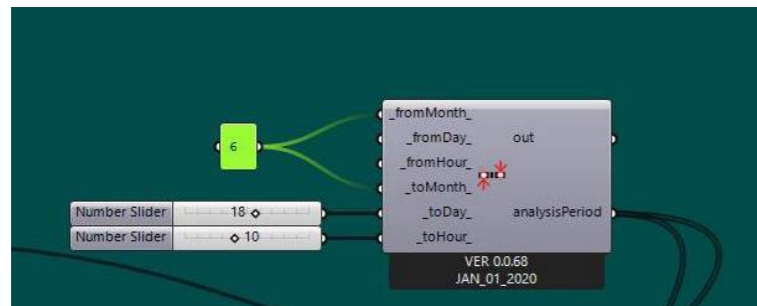 _fromMonth_
_fromDay_ out
6
_fromHour_
_toMonth_
Number Slider 18 _toDay_ analysisPeriod
Number Slider 10 _toHour_
VER 0.0.68
JAN_01_2020